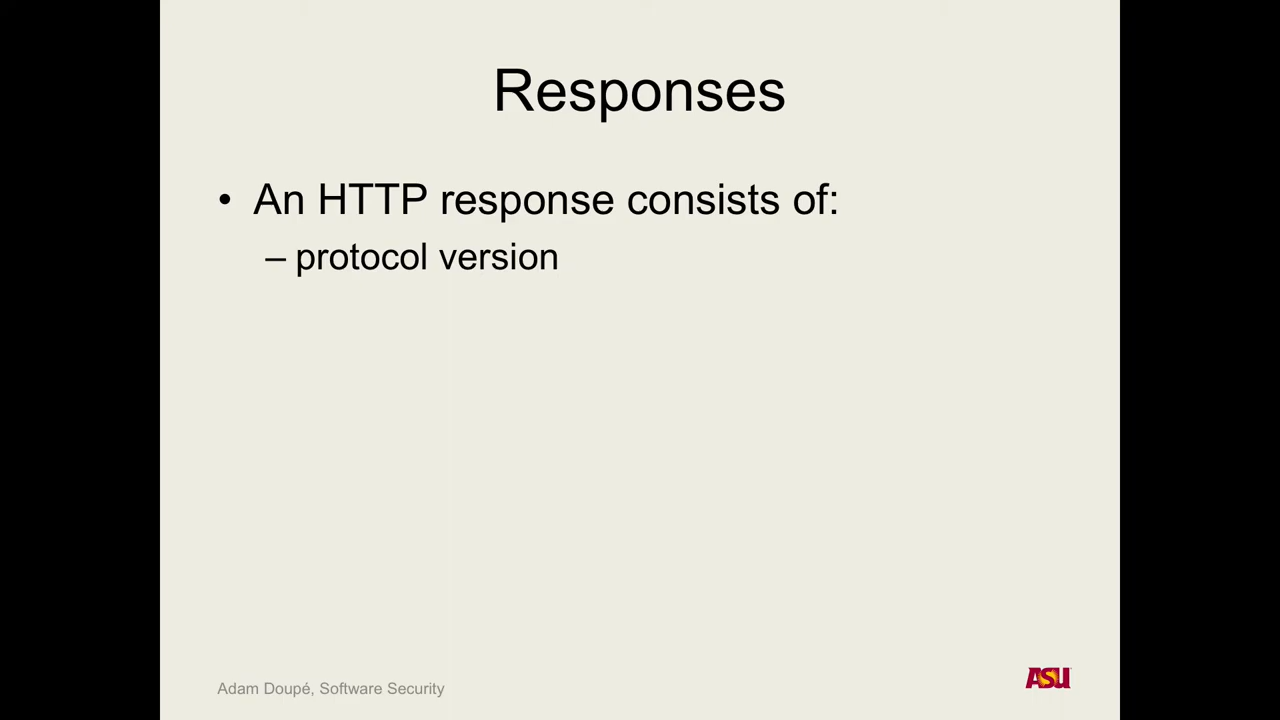 Responses
• An HTTP response consists of:
– protocol version
Adam Doupé, Software Security
ASU